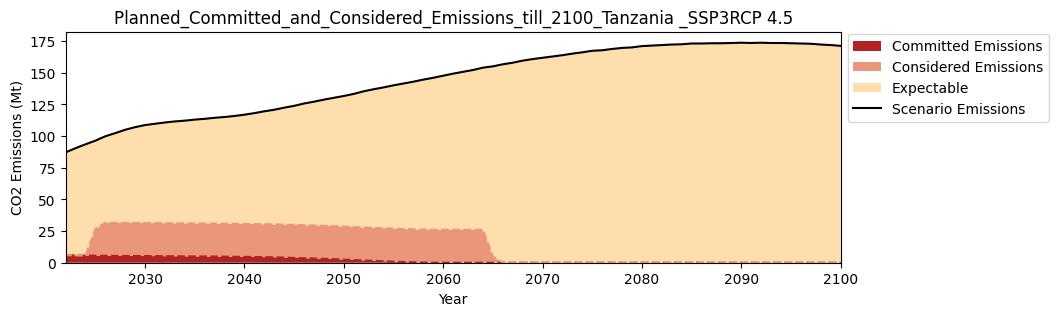 Planned_Committed_and_Considered_Emissions_till_2100_Tanzania _SSP3RCP 4.5
CO2 Emissions (Mt)
175
150
125
100
75
50
25
0
2030 2040 2050 2060 2070 2080 2090 2100
Year
Committed Emissions
Considered Emissions
Expectable
Scenario Emissions